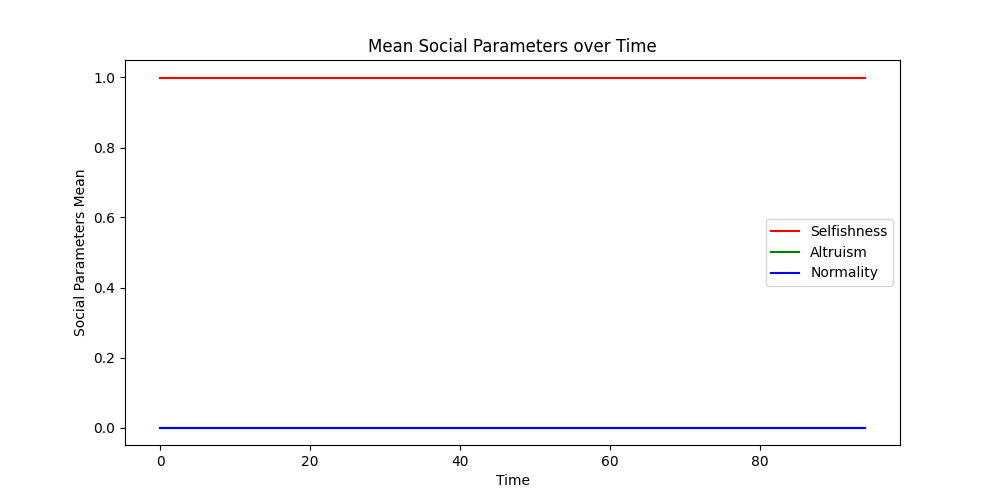 Mean Social Parameters over Time
1.0
0.8
0.6
0.4
0.2
0.0
Social Parameters Mean
Selfishness
Altruism
Normality
0 20 40 60 80
Time